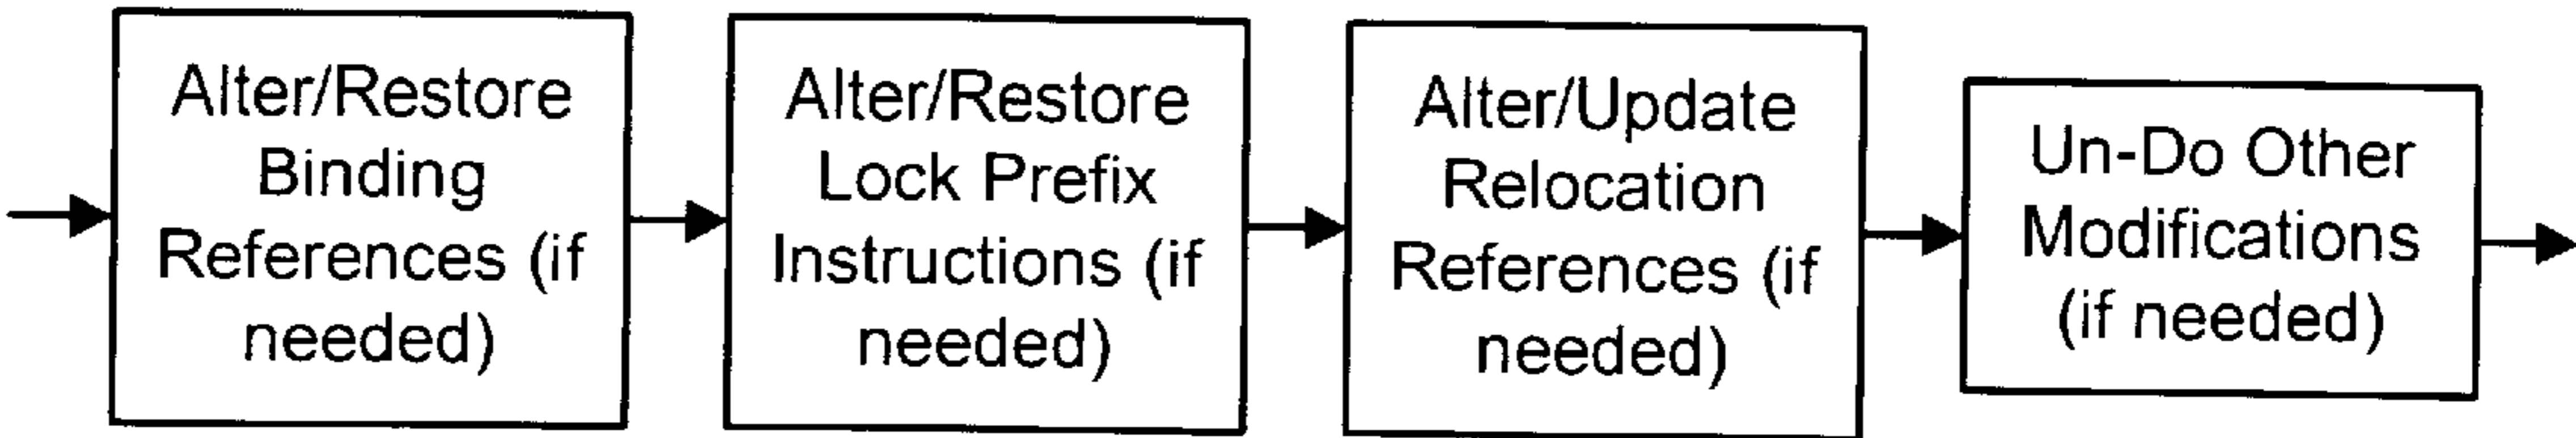 Alter/Restore
Binding
References (if
needed)
Alter/Restore
Lock Prefix
Instructions (if
needed)
Alter/Update
Relocation
References (if
needed)
Un-Do Other
Modifications
(if needed)